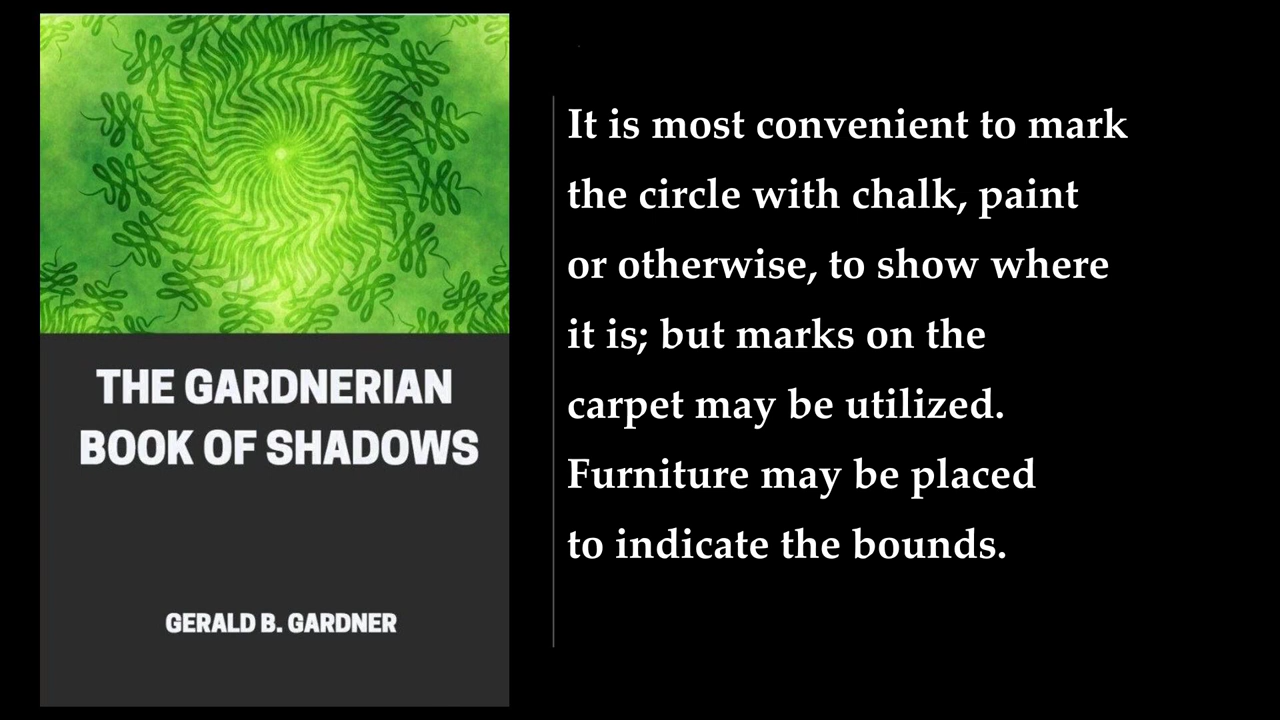 THE GARDNERIAN
BOOK OF SHADOWS
GERALD B. GARDNER
It is most convenient to mark
the circle with chalk, paint
or otherwise, to show where
it is; but marks on the
carpet may be utilized.
Furniture may be placed
to indicate the bounds.